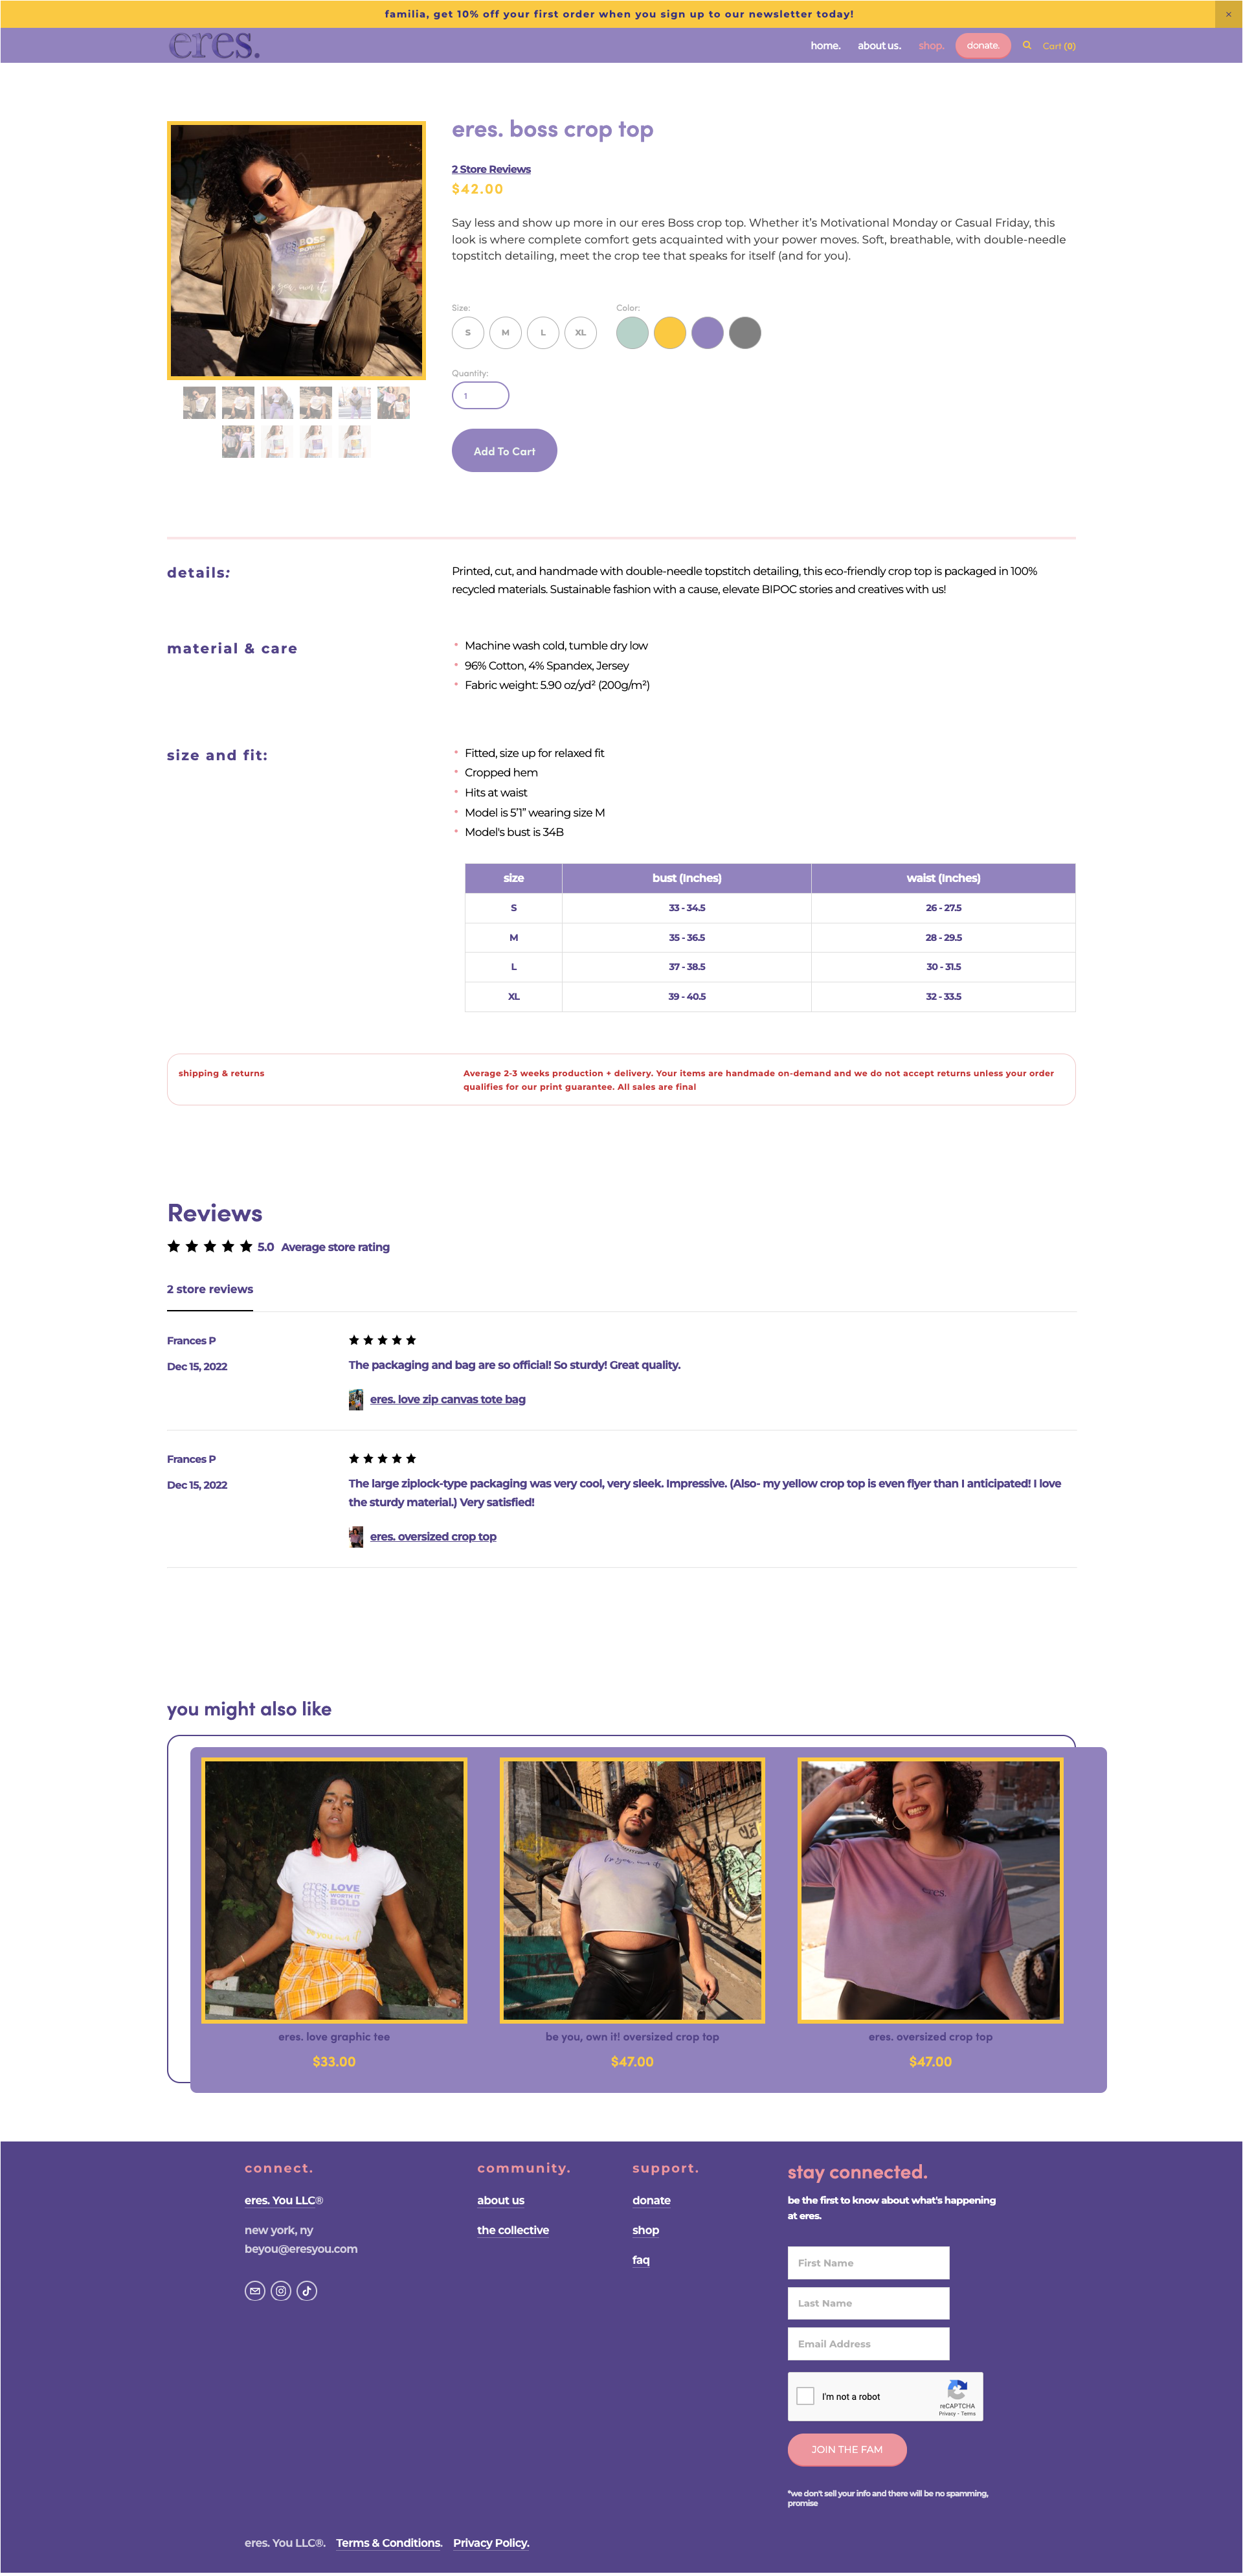 familia, get 10% off your first order when you sign up to our newsletter today!
×
eres.
home. about us. shop. donate. Cart (0)
eres. boss crop top
2 Store Reviews
$42.00
Say less and show up more in our eres Boss crop top. Whether it’s Motivational Monday or Casual Friday, this
look is where complete comfort gets acquainted with your power moves. Soft, breathable, with double-needle
topstitch detailing, meet the crop tee that speaks for itself (and for you).
Size: Color:
S M L XL
Quantity:
1
Add To Cart
BOSS
details:
Printed, cut, and handmade with double-needle topstitch detailing, this eco-friendly crop top is packaged in 100%
recycled materials. Sustainable fashion with a cause, elevate BIPOC stories and creatives with us!
material & care
* Machine wash cold, tumble dry low
* 96% Cotton, 4% Spandex, Jersey
* Fabric weight: 5.90 oz/yd² (200g/m²)
size and fit:
* Fitted, size up for relaxed fit
* Cropped hem
* Hits at waist
* Model is 5’1” wearing size M
* Model's bust is 34B
size bust (Inches) waist (Inches)
S 33 - 34.5 26 - 27.5
M 35 - 36.5 28 - 29.5
L 37 - 38.5 30 - 31.5
XL 39 - 40.5 32 - 33.5
shipping & returns
Average 2-3 weeks production + delivery. Your items are handmade on-demand and we do not accept returns unless your order
qualifies for our print guarantee. All sales are final
Reviews
5.0 Average store rating
2 store reviews
Frances P
Dec 15, 2022
The packaging and bag are so official! So sturdy! Great quality.
eres. love zip canvas tote bag
Frances P
Dec 15, 2022
The large ziplock-type packaging was very cool, very sleek. Impressive. (Also- my yellow crop top is even flyer than I anticipated! I love
the sturdy material.) Very satisfied!
eres. oversized crop top
you might also like
eres. LOVE
WORTH IT
eres. BOLD
be you, own it!
eres.
eres. love graphic tee
$33.00
be you, own it! oversized crop top
$47.00
eres. oversized crop top
$47.00
connect.
eres. You LLC®
new york, ny
beyou@eresyou.com
community.
about us
the collective
support.
donate
shop
faq
stay connected.
be the first to know about what's happening
at eres.
First Name
Last Name
Email Address
I'm not a robot
reCAPTCHA
Privacy - Terms
JOIN THE FAM
*we don't sell your info and there will be no spamming,
promise
eres. You LLC®. Terms & Conditions. Privacy Policy.